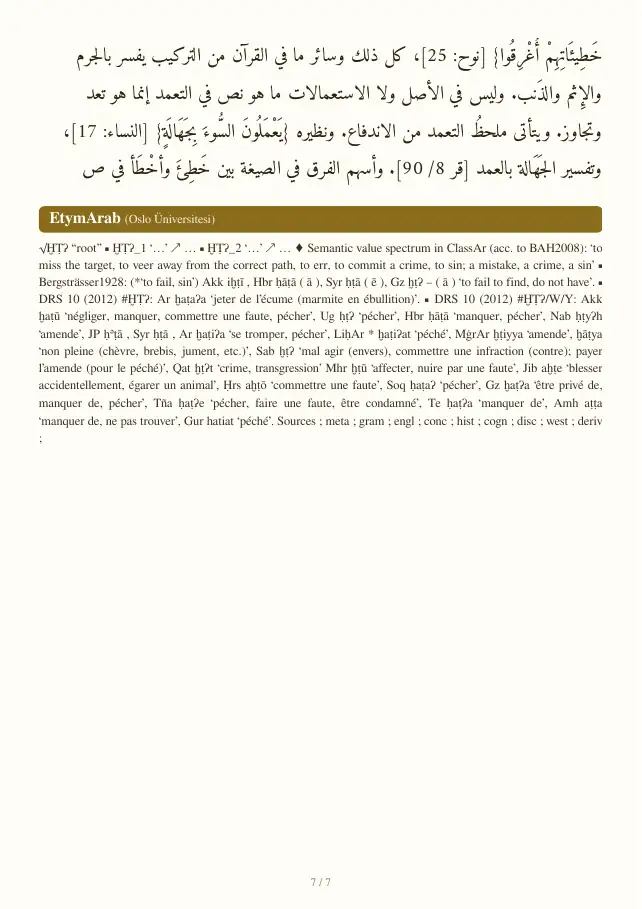 خَطِيئَاتِهِمْ أُغْرِقُوا} [نوح: 25]، كل ذلك وسائر ما في القرآن من التركيب يفسر بالجرم
والإثم والذَنب. وليس في الأصل ولا الاستعمالات ما هو نص في التعمد إنما هو تعد
وتجاوز. ويتأتى ملحظُ التعمد من الاندفاع. ونظيره {يَعْمَلُونَ السُّوءَ بِجَهَالَةٍ} [النساء: 17]،
وتفسير الجَهَالة بالعمد [قر 8/ 90]. وأسهم الفرق في الصيغة بين خَطِئَ وأخْطَأ في ص
EtymArab (Oslo Üniversitesi)
√ḪṬʔ “root” ▪ ḪṬʔ_1 ‘…’ ↗ … ▪ ḪṬʔ_2 ‘…’ ↗ … ♦ Semantic value spectrum in ClassAr (acc. to BAH2008): ‘to
miss the target, to veer away from the correct path, to err, to commit a crime, to sin; a mistake, a crime, a sin’ ▪
Bergsträsser1928: (*‘to fail, sin’) Akk iḫtī , Hbr ḥāṭā ( ā ), Syr ḥṭā ( ē ), Gz ḫṭʔ – ( ā ) ‘to fail to find, do not have’. ▪
DRS 10 (2012) #ḪṬʔ: Ar ḫaṭaʔa ‘jeter de l’écume (marmite en ébullition)’. ▪ DRS 10 (2012) #ḪṬʔ/W/Y: Akk
ḫaṭū ‘négliger, manquer, commettre une faute, pécher’, Ug ḫṭʔ ‘pécher’, Hbr ḥāṭā ‘manquer, pécher’, Nab ḥṭyʔh
‘amende’, JP ḥᵃṭā , Syr ḥṭā , Ar ḫaṭiʔa ‘se tromper, pécher’, LiḥAr * ḫaṭiʔat ‘péché’, MġrAr ḫṭiyya ‘amende’, ḫāṭya
‘non pleine (chèvre, brebis, jument, etc.)’, Sab ḫṭʔ ‘mal agir (envers), commettre une infraction (contre); payer
l’amende (pour le péché)’, Qat ḫṭʔt ‘crime, transgression’ Mhr ḫṭū ‘affecter, nuire par une faute’, Jib aḫṭe ‘blesser
accidentellement, égarer un animal’, Ḥrs aḫṭō ‘commettre une faute’, Soq ḥaṭaʔ ‘pécher’, Gz ḫaṭʔa ‘être privé de,
manquer de, pécher’, Tña ḥaṭʔe ‘pécher, faire une faute, être condamné’, Te ḥaṭʔa ‘manquer de’, Amh aṭṭa
‘manquer de, ne pas trouver’, Gur hatiat ‘péché’. Sources ; meta ; gram ; engl ; conc ; hist ; cogn ; disc ; west ; deriv
;
7 / 7